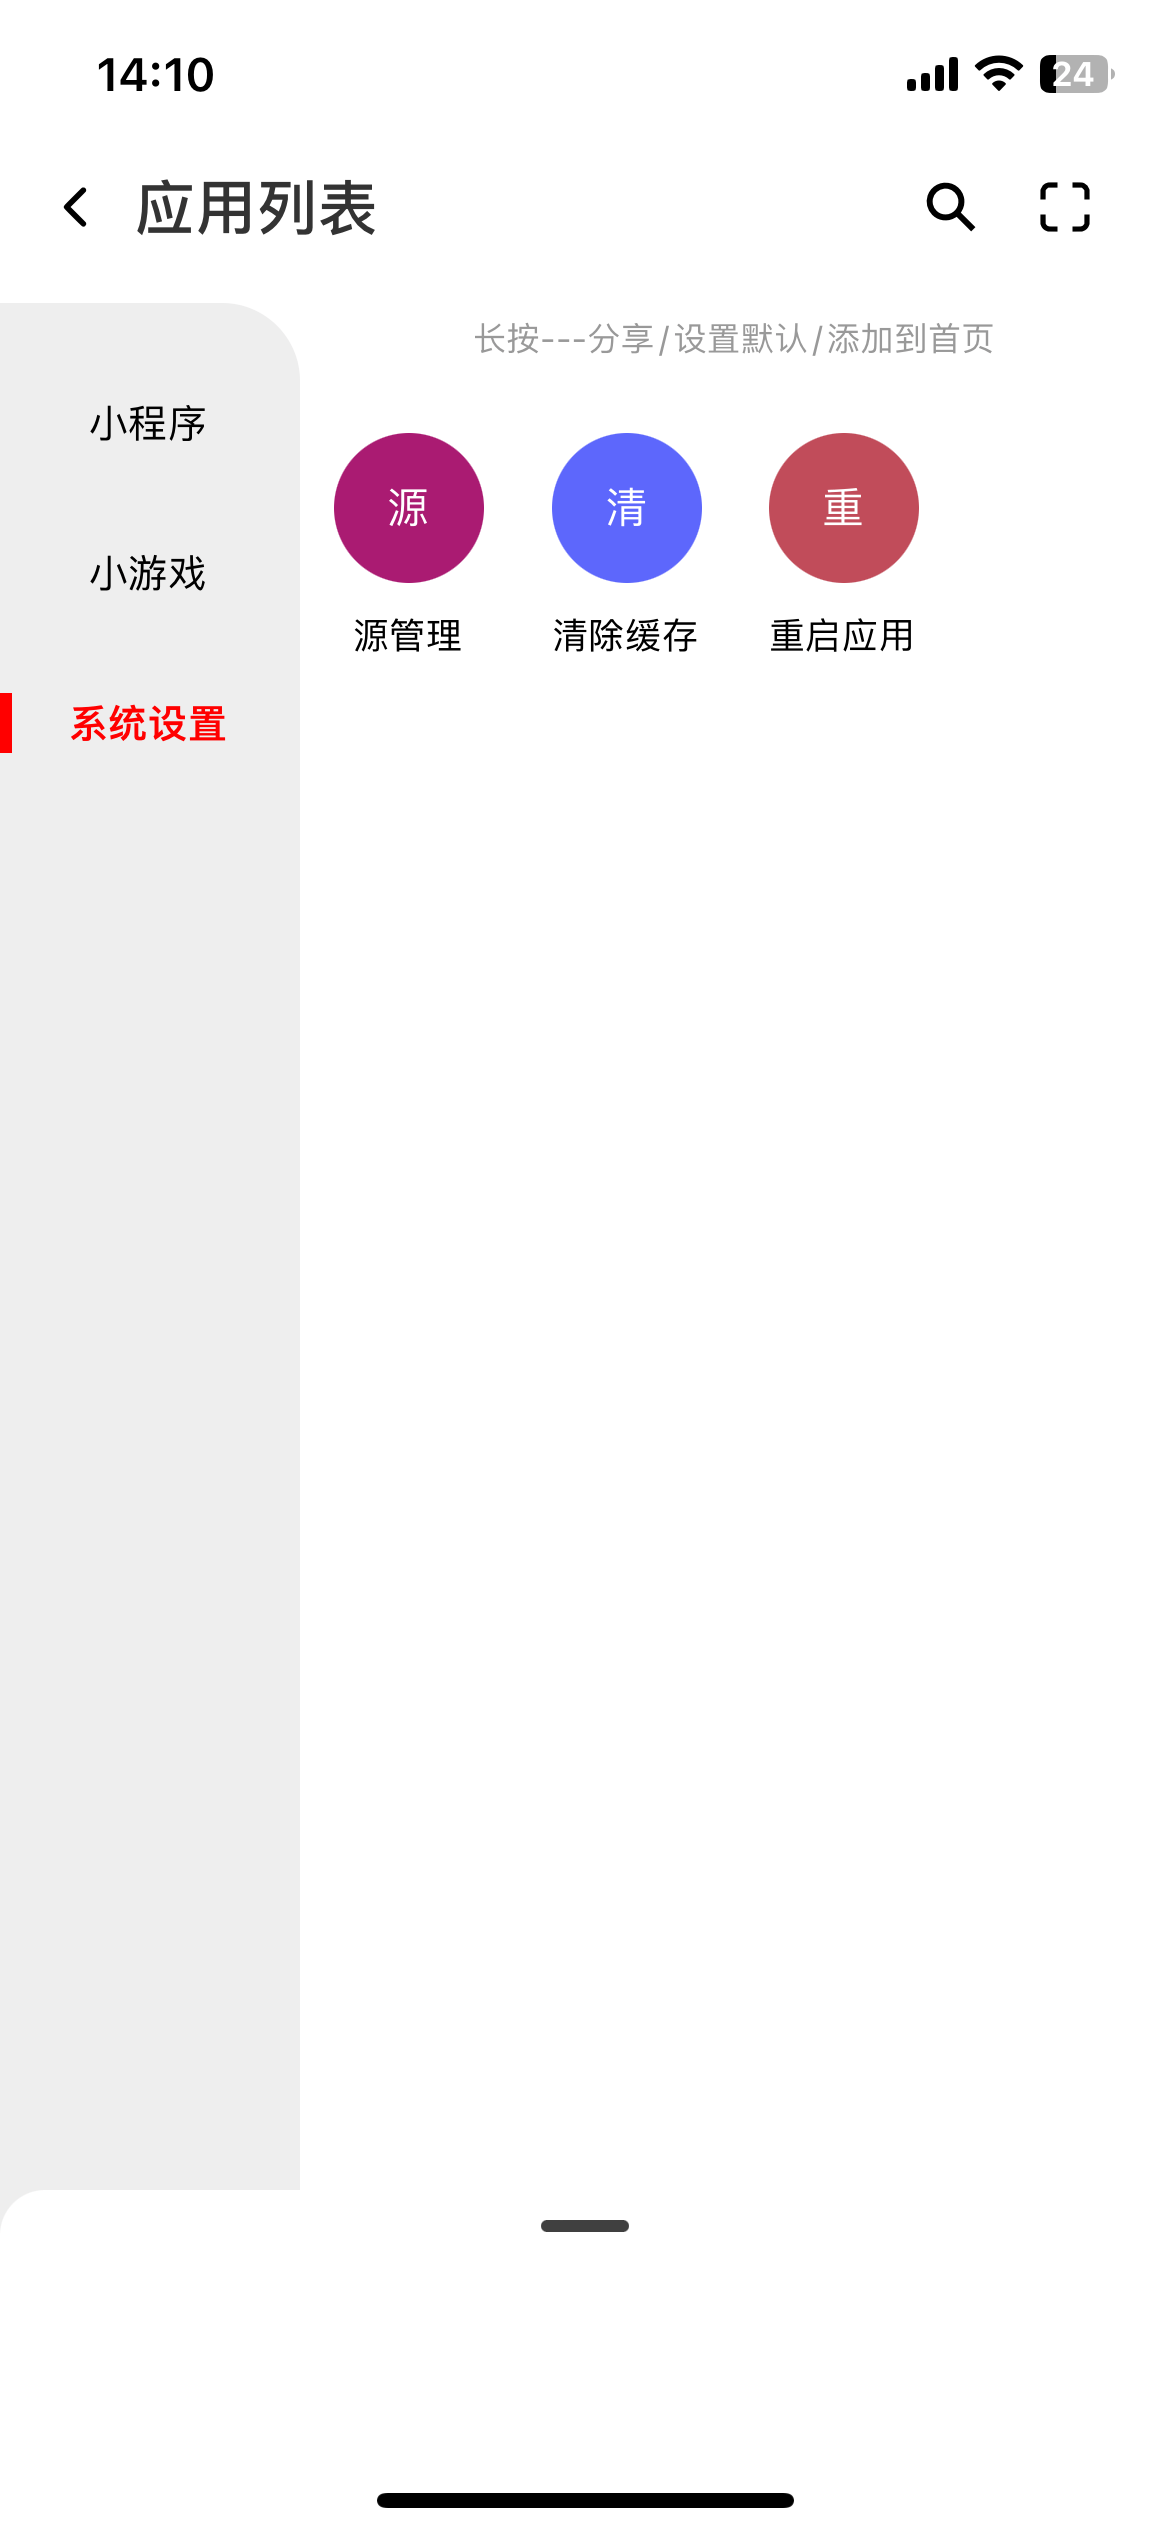 14:10
24
应用列表
长按---分享/设置默认/添加到首页
小程序
小游戏
系统设置
源
清
重
源管理
清除缓存
重启应用